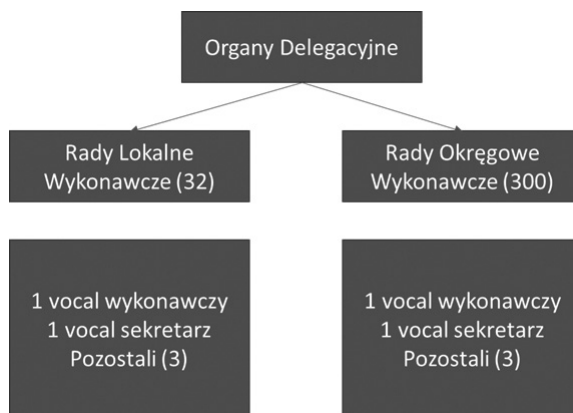 Organy Delegacyjne
Rady Lokalne
Wykonawcze (32)
Rady Okręgowe
Wykonawcze (300)
1 vocal wykonawczy
1 vocal sekretarz
Pozostali (3)
1 vocal wykonawczy
1 vocal sekretarz
Pozostali (3)